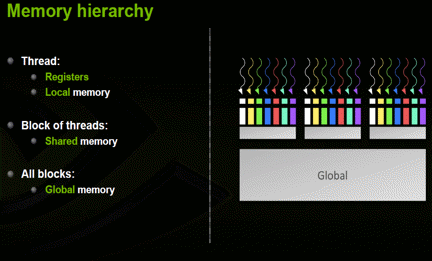 Memory hierarchy
Thread:
Registers
Local memory
Block of threads:
Shared memory
All blocks:
Global memory
Global